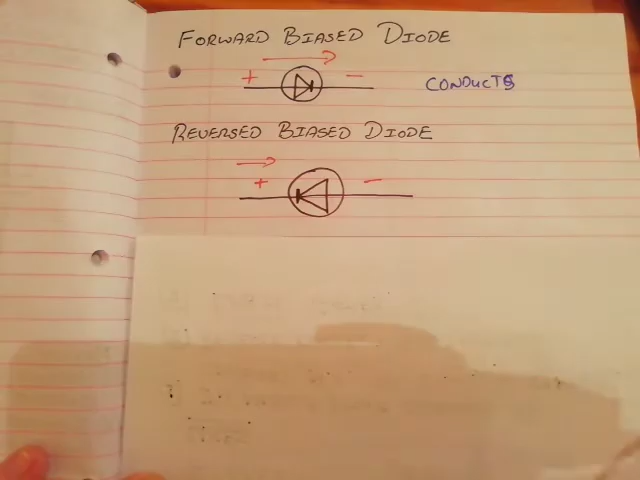 FORWARD BIASED DIODE
+ -
CONDUCTS
REVERSED BIASED DIODE
+ -